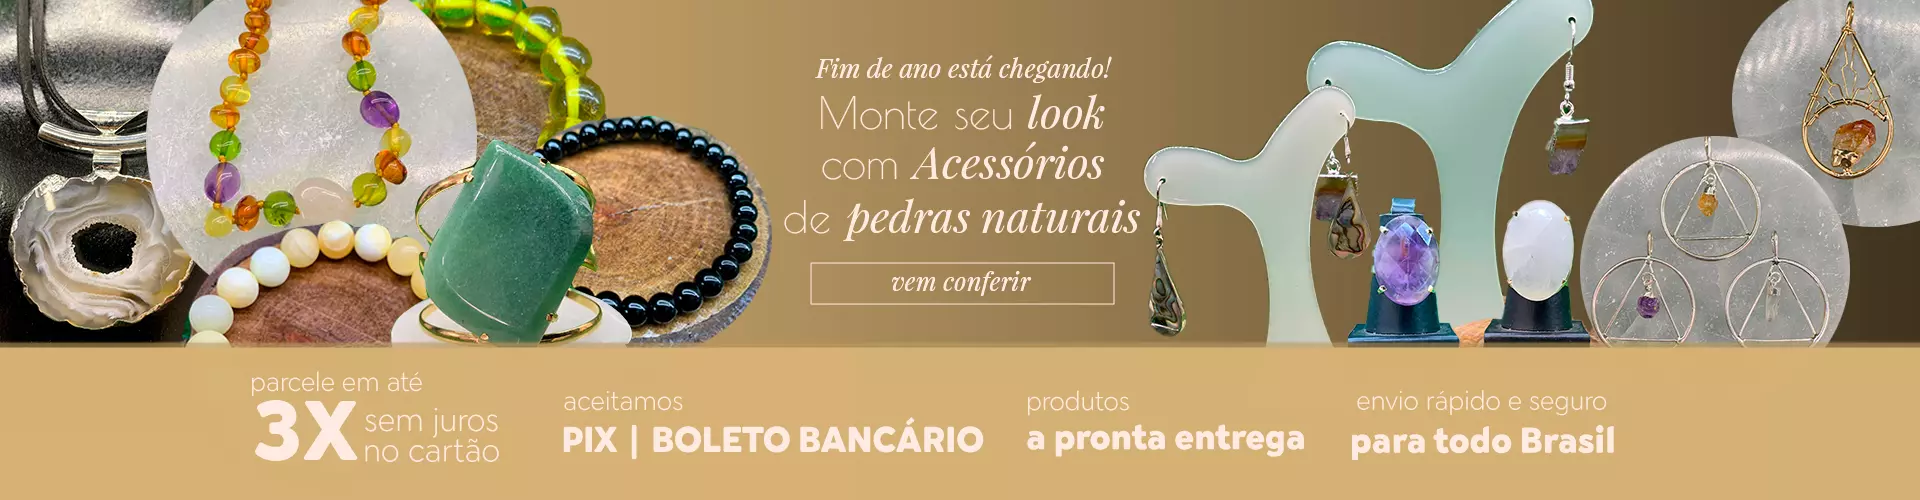 Fim de ano está chegando!
Monte seu look
com Acessórios
de pedras naturais
vem conferir
parcele em até
3X sem juros
no cartão
aceitamos
PIX | BOLETO BANCÁRIO
produtos
a pronta entrega
envio rápido e seguro
para todo Brasil